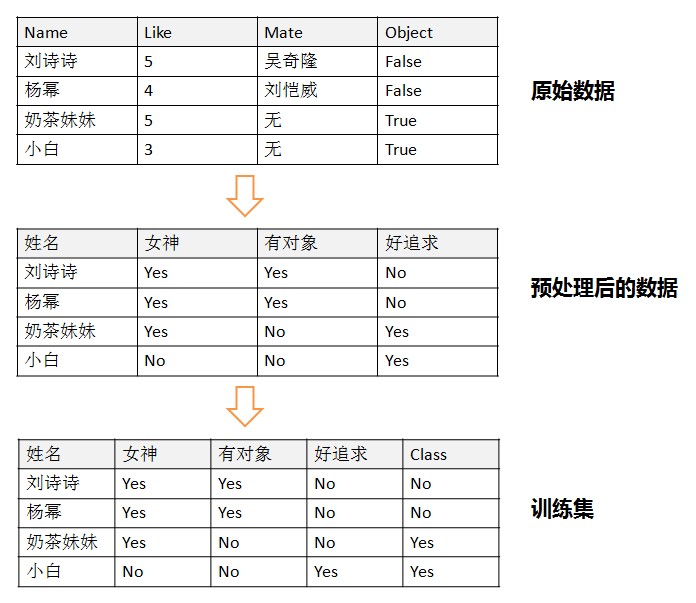 Name Like Mate Object
刘诗诗 5 吴奇隆 False
杨幂 4 刘恺威 False
奶茶妹妹 5 无 True
小白 3 无 True
原始数据
姓名 女神 有对象 好追求
刘诗诗 Yes Yes No
杨幂 Yes Yes No
奶茶妹妹 Yes No Yes
小白 No No Yes
预处理后的数据
姓名 女神 有对象 好追求 Class
刘诗诗 Yes Yes No No
杨幂 Yes Yes No No
奶茶妹妹 Yes No No Yes
小白 No No Yes Yes
训练集